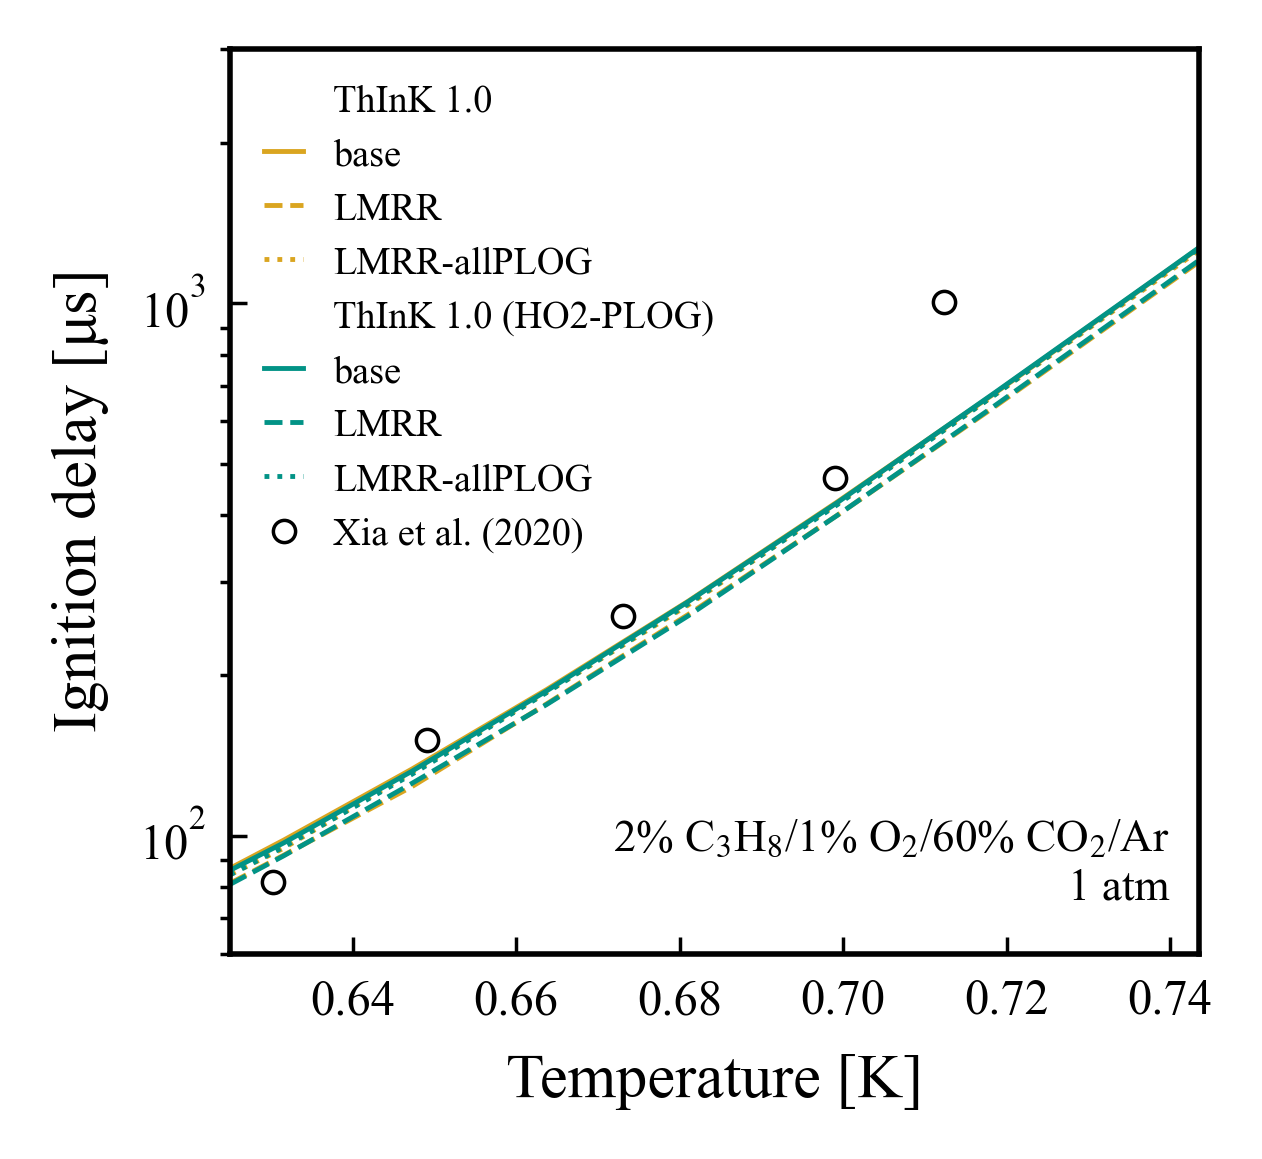 ThInK 1.0
base
LMRR
LMRR-allPLOG
ThInK 1.0 (HO2-PLOG)
base
LMRR
LMRR-allPLOG
Xia et al. (2020)
10³
10²
Ignition delay [μs]
2% C₃H₈/1% O₂/60% CO₂/Ar
1 atm
0.64 0.66 0.68 0.70 0.72 0.74
Temperature [K]